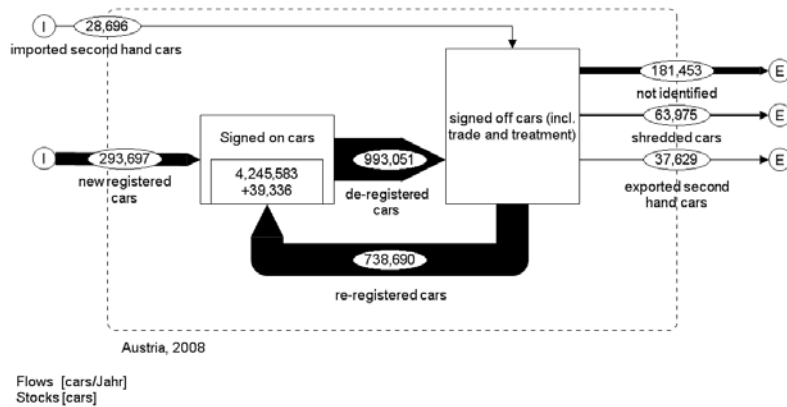 I
28,696
imported second hand cars
181,453
E
not identified
signed off cars (incl.
trade and treatment)
63,975
E
shredded cars
Signed on cars
I
293,697
new registered
cars
4,245,583
+39,336
993,051
de-registered
cars
37,629
E
exported second
hand cars
738,690
re-registered cars
Austria, 2008
Flows [cars/Jahr]
Stocks [cars]